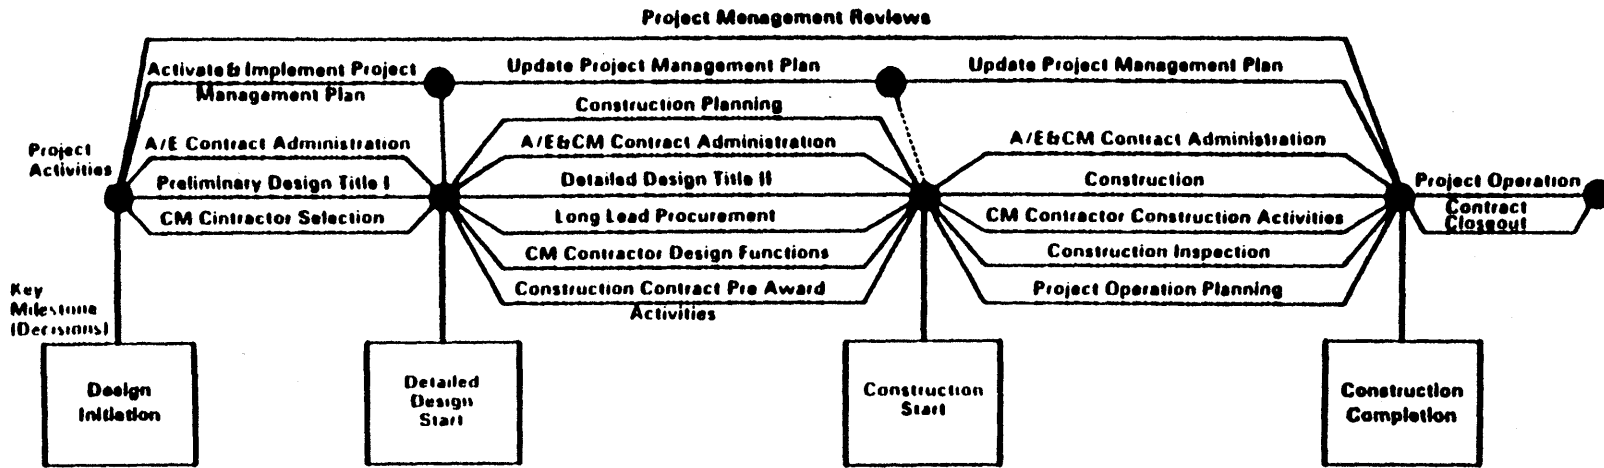 Project Management Reviews
Activate & Implement Project
Management Plan
Update Project Management Plan
Update Project Management Plan
Construction Planning
Project
Activities
A/E Contract Administration
A/E&CM Contract Administration
A/E&CM Contract Administration
Preliminary Design Title I
Detailed Design Title II
Construction
Project Operation
CM Cintractor Selection
Long Lead Procurement
CM Contractor Construction Activities
Contract
Closeout
CM Contractor Design Functions
Construction Inspection
Construction Contract Pre Award
Activities
Project Operation Planning
Key
Milestone
(Decisions)
Design
Initiation
Detailed
Design
Start
Construction
Start
Construction
Completion